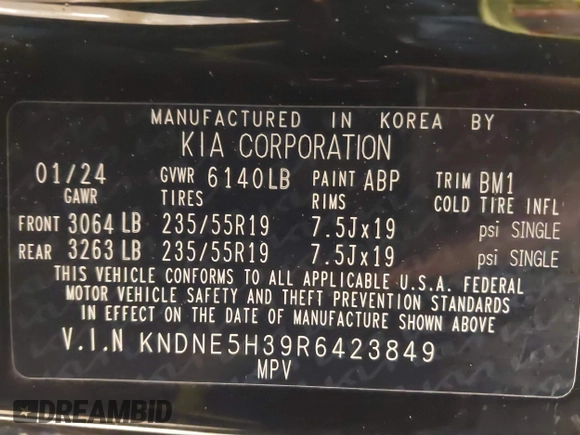 MANUFACTURED IN KOREA BY
KIA CORPORATION
01/24 GVWR 6140LB PAINT ABP TRIM BM1
GAWR TIRES RIMS COLD TIRE INFL
FRONT 3064 LB 235/55R19 7.5Jx19 psi SINGLE
REAR 3263 LB 235/55R19 7.5Jx19 psi SINGLE
THIS VEHICLE CONFORMS TO ALL APPLICABLE U.S.A. FEDERAL
MOTOR VEHICLE SAFETY AND THEFT PREVENTION STANDARDS
IN EFFECT ON THE DATE OF MANUFACTURE SHOWN ABOVE
V.I.N KNDNE5H39R6423849
MPV
DREAMBID